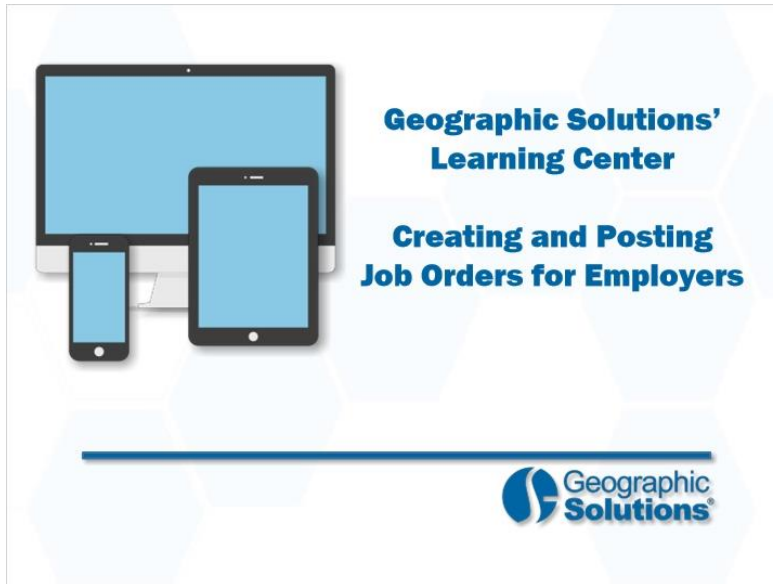 Geographic Solutions’
Learning Center
Creating and Posting
Job Orders for Employers
Geographic
Solutions®